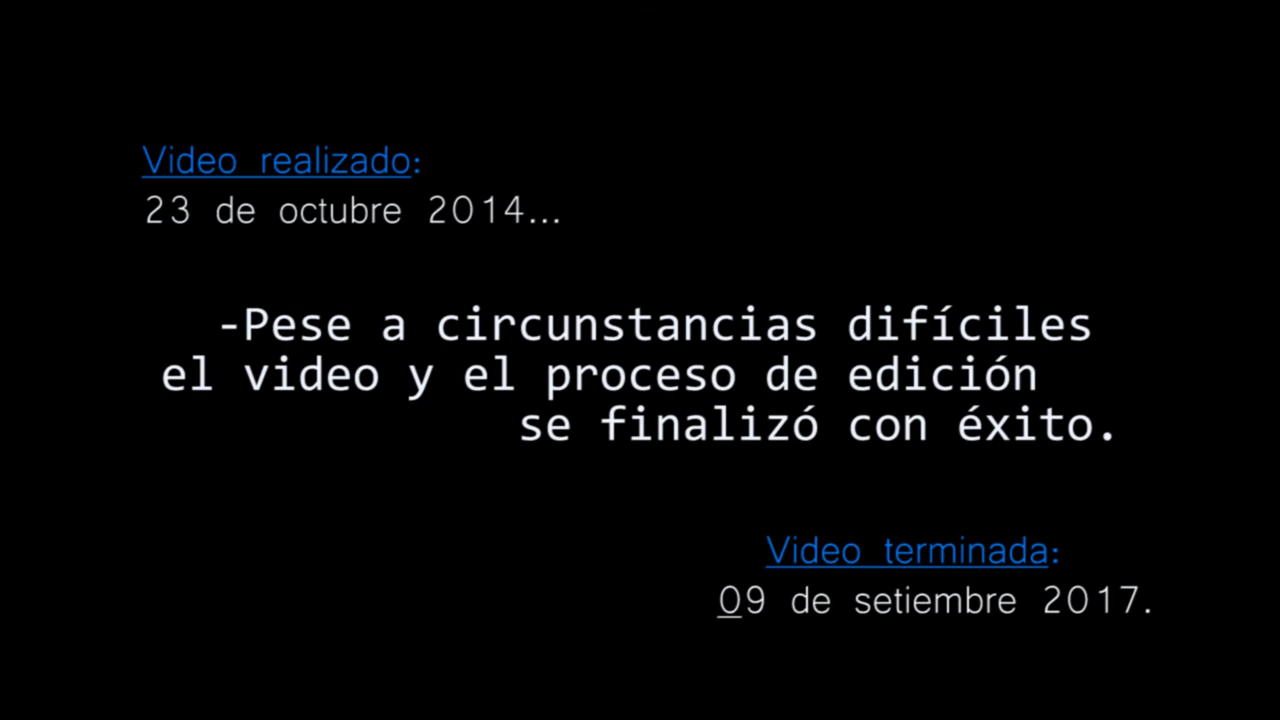 Video realizado:
23 de octubre 2014...
-Pese a circunstancias difíciles
el video y el proceso de edición
se finalizó con éxito.
Video terminada:
09 de setiembre 2017.